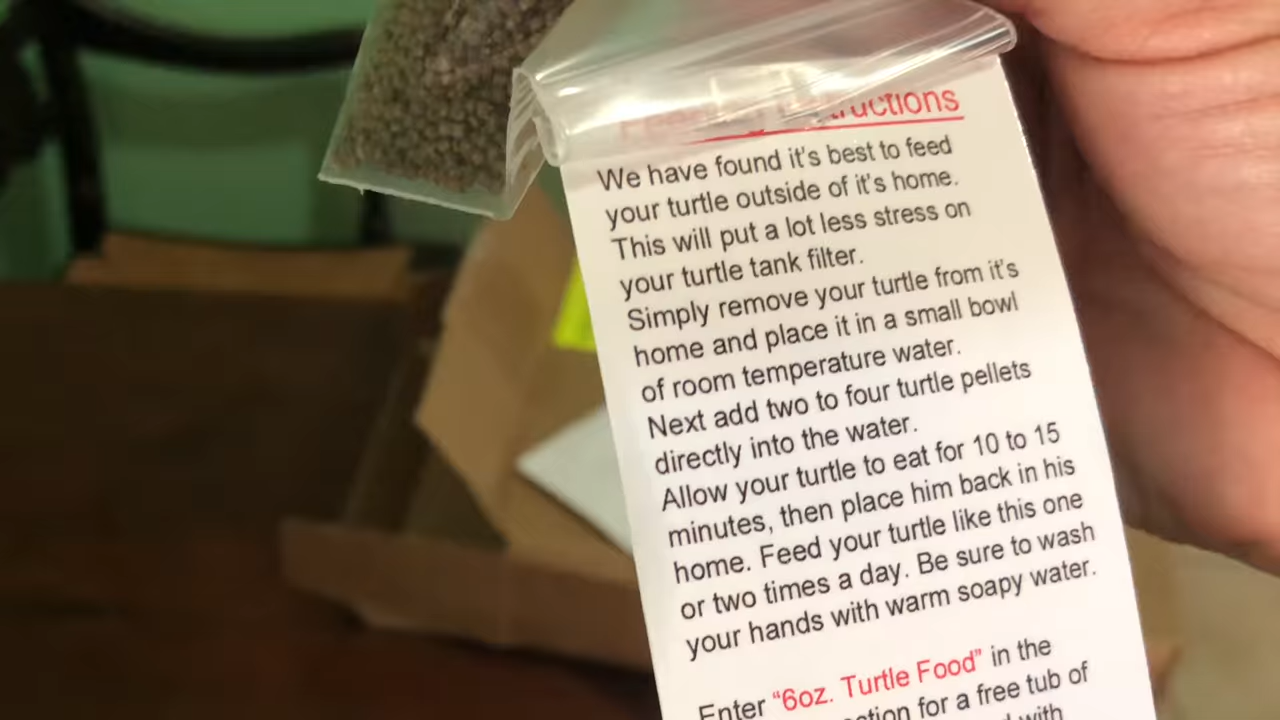 Feeding Instructions
We have found it's best to feed
your turtle outside of it's home.
This will put a lot less stress on
your turtle tank filter.
Simply remove your turtle from it's
home and place it in a small bowl
of room temperature water.
Next add two to four turtle pellets
directly into the water.
Allow your turtle to eat for 10 to 15
minutes, then place him back in his
home. Feed your turtle like this one
or two times a day. Be sure to wash
your hands with warm soapy water.
Enter "6oz. Turtle Food" in the
for a free tub of
with